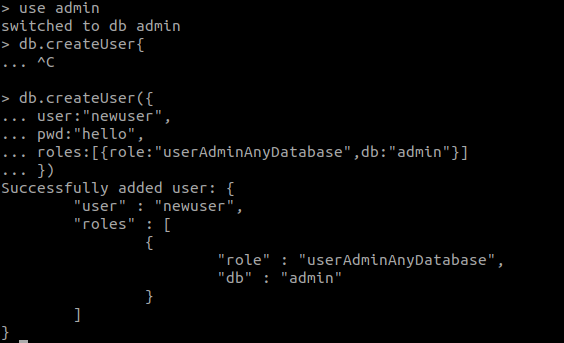 > use admin
switched to db admin
> db.createUser{
... ^C

> db.createUser({
... user:"newuser",
... pwd:"hello",
... roles:[{role:"userAdminAnyDatabase",db:"admin"}]
... })
Successfully added user: {
        "user" : "newuser",
        "roles" : [
                {
                        "role" : "userAdminAnyDatabase",
                        "db" : "admin"
                }
        ]
}